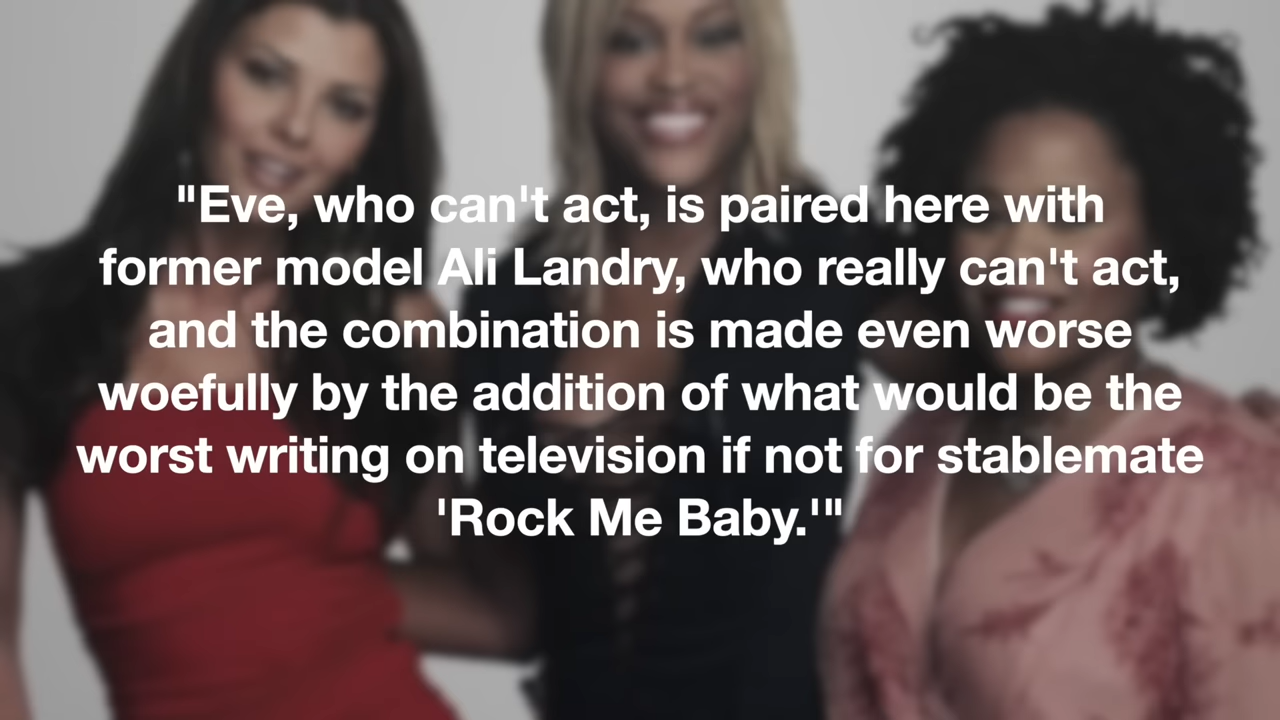 "Eve, who can't act, is paired here with
former model Ali Landry, who really can't act,
and the combination is made even worse
woefully by the addition of what would be the
worst writing on television if not for stablemate
'Rock Me Baby.'"